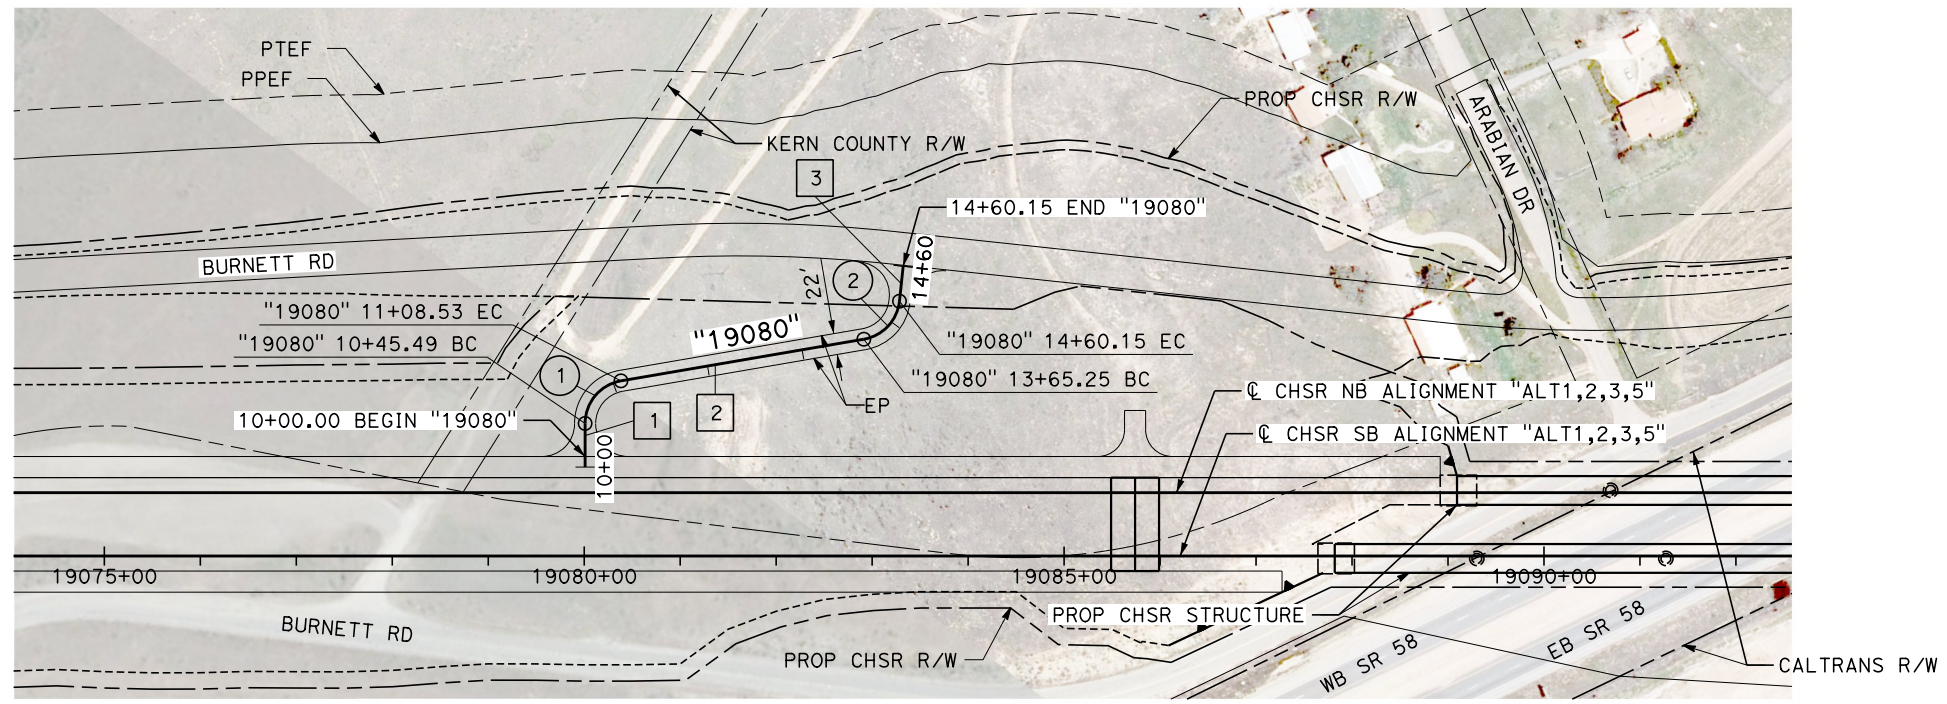 PTEF
PPEF
PROP CHSR R/W
ARABIAN DR
KERN COUNTY R/W
3
14+60.15 END "19080"
BURNETT RD
14+60
22'
2
"19080" 11+08.53 EC
"19080"
"19080" 10+45.49 BC
"19080" 14+60.15 EC
1
"19080" 13+65.25 BC
℄ CHSR NB ALIGNMENT "ALT1,2,3,5"
EP
10+00.00 BEGIN "19080"
1
2
℄ CHSR SB ALIGNMENT "ALT1,2,3,5"
10+00
19075+00
19080+00
19085+00
19090+00
PROP CHSR STRUCTURE
BURNETT RD
PROP CHSR R/W
WB SR 58
EB SR 58
CALTRANS R/W